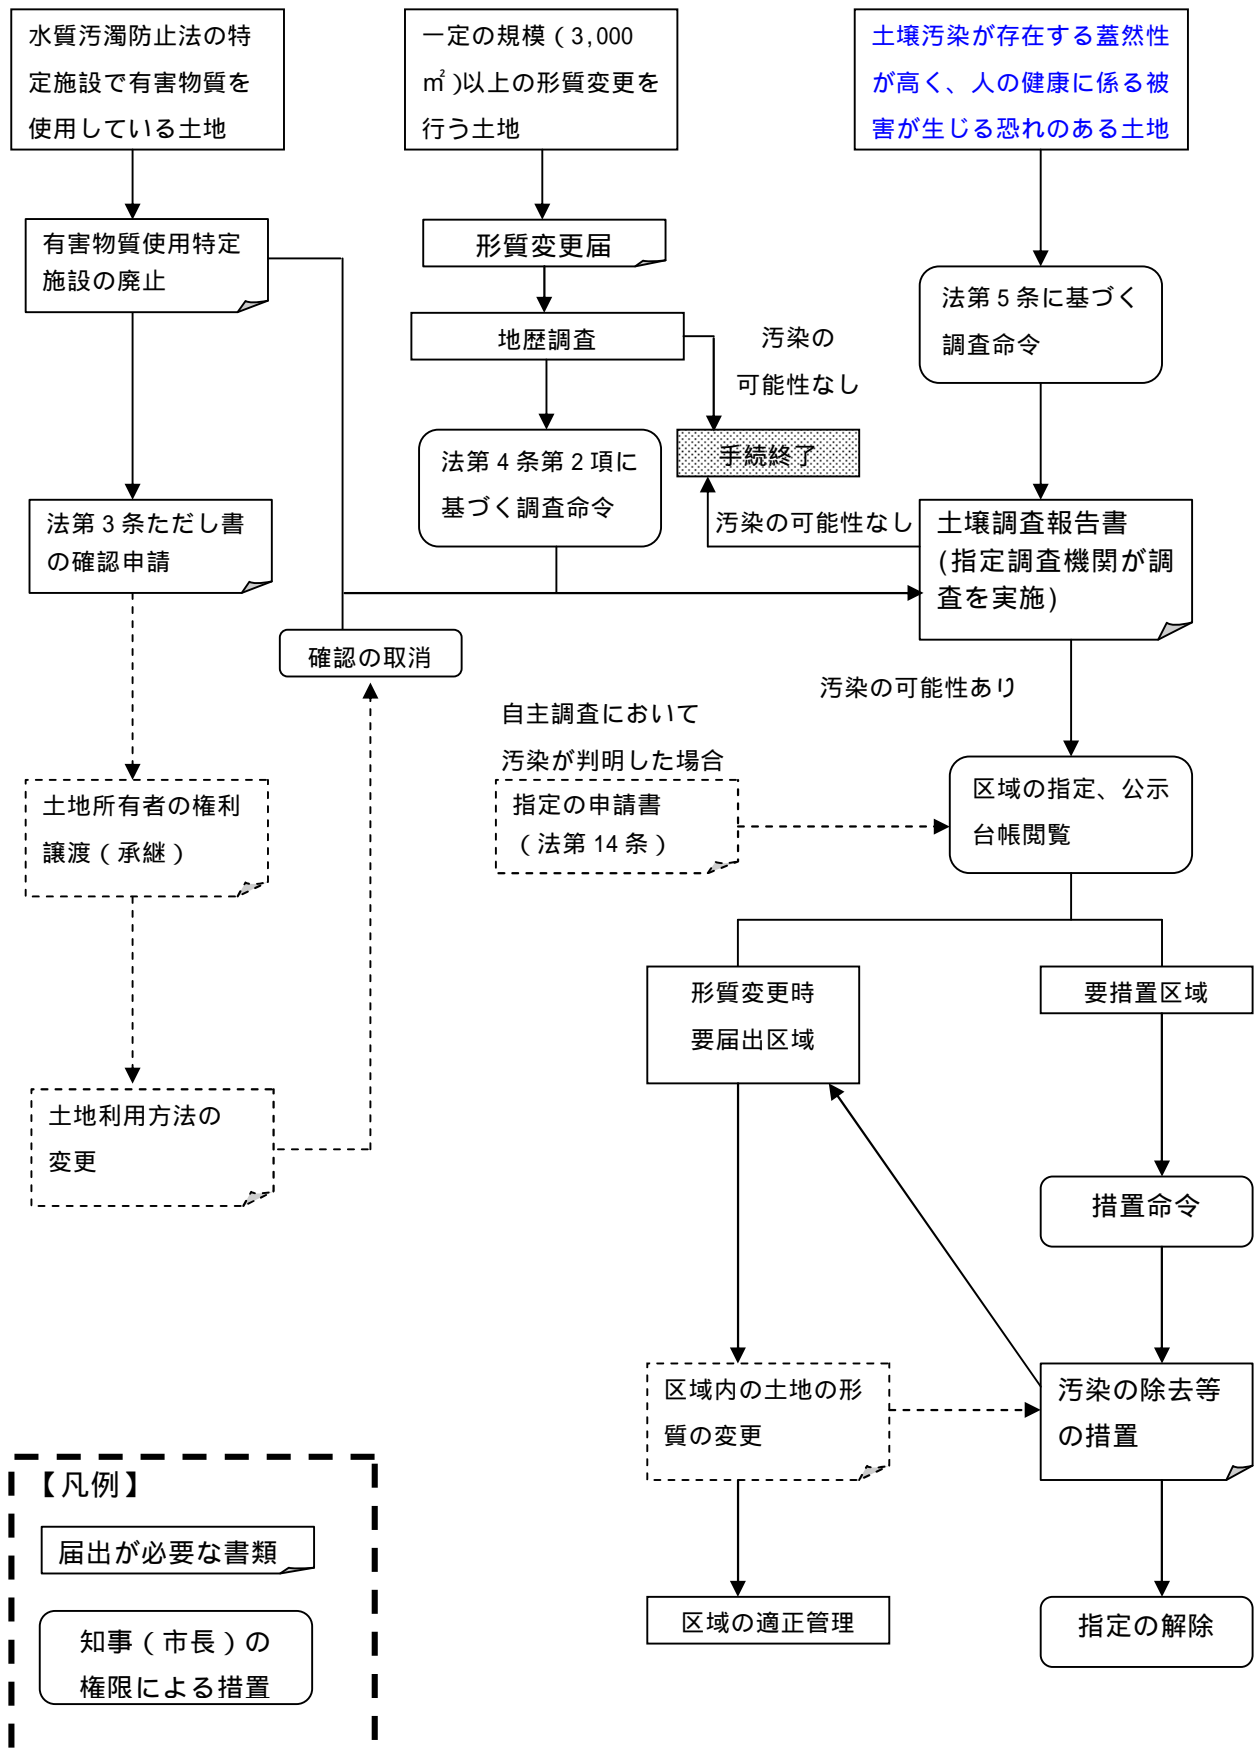 水質汚濁防止法の特
定施設で有害物質を
使用している土地
一定の規模(3,000
㎡)以上の形質変更を
行う土地
土壌汚染が存在する蓋然性
が高く、人の健康に係る被
害が生じる恐れのある土地
有害物質使用特定
施設の廃止
形質変更届
地歴調査
汚染の
可能性なし
法第5条に基づく
調査命令
法第4条第2項に
基づく調査命令
手続終了
法第3条ただし書
の確認申請
汚染の可能性なし
土壌調査報告書
(指定調査機関が調
査を実施)
確認の取消
汚染の可能性あり
自主調査において
汚染が判明した場合
土地所有者の権利
譲渡(承継)
指定の申請書
(法第14条)
区域の指定、公示
台帳閲覧
形質変更時
要届出区域
要措置区域
土地利用方法の
変更
措置命令
区域内の土地の形
質の変更
汚染の除去等
の措置
区域の適正管理
指定の解除
【凡例】
届出が必要な書類
知事(市長)の
権限による措置